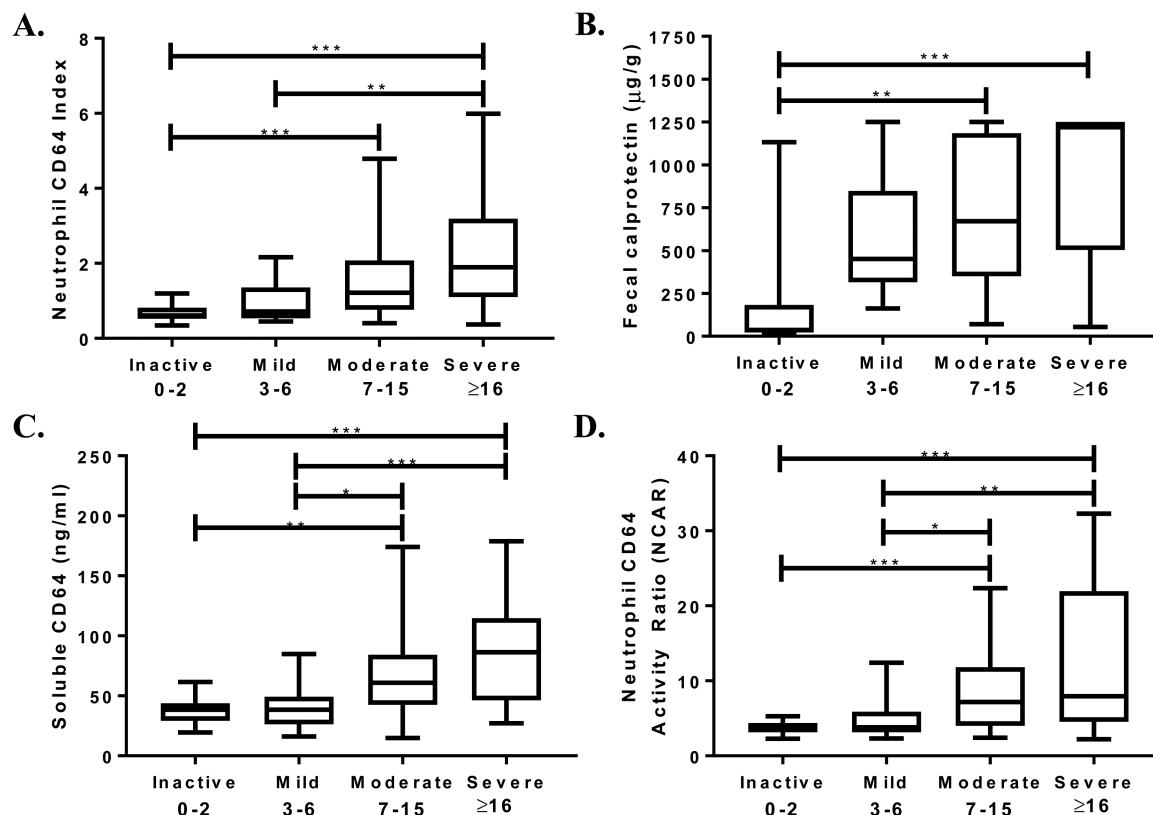 A.
Neutrophil CD64 Index
8
6
4
2
0
***
**
***
Inactive Mild Moderate Severe
0-2 3-6 7-15 ≥16
B.
Fecal calprotectin (μg/g)
1750
1500
1250
1000
750
500
250
0
***
**
Inactive Mild Moderate Severe
0-2 3-6 7-15 ≥16
C.
Soluble CD64 (ng/ml)
250
200
150
100
50
0
***
***
*
**
Inactive Mild Moderate Severe
0-2 3-6 7-15 ≥16
D.
Neutrophil CD64
Activity Ratio (NCAR)
40
30
20
10
0
***
**
*
***
Inactive Mild Moderate Severe
0-2 3-6 7-15 ≥16